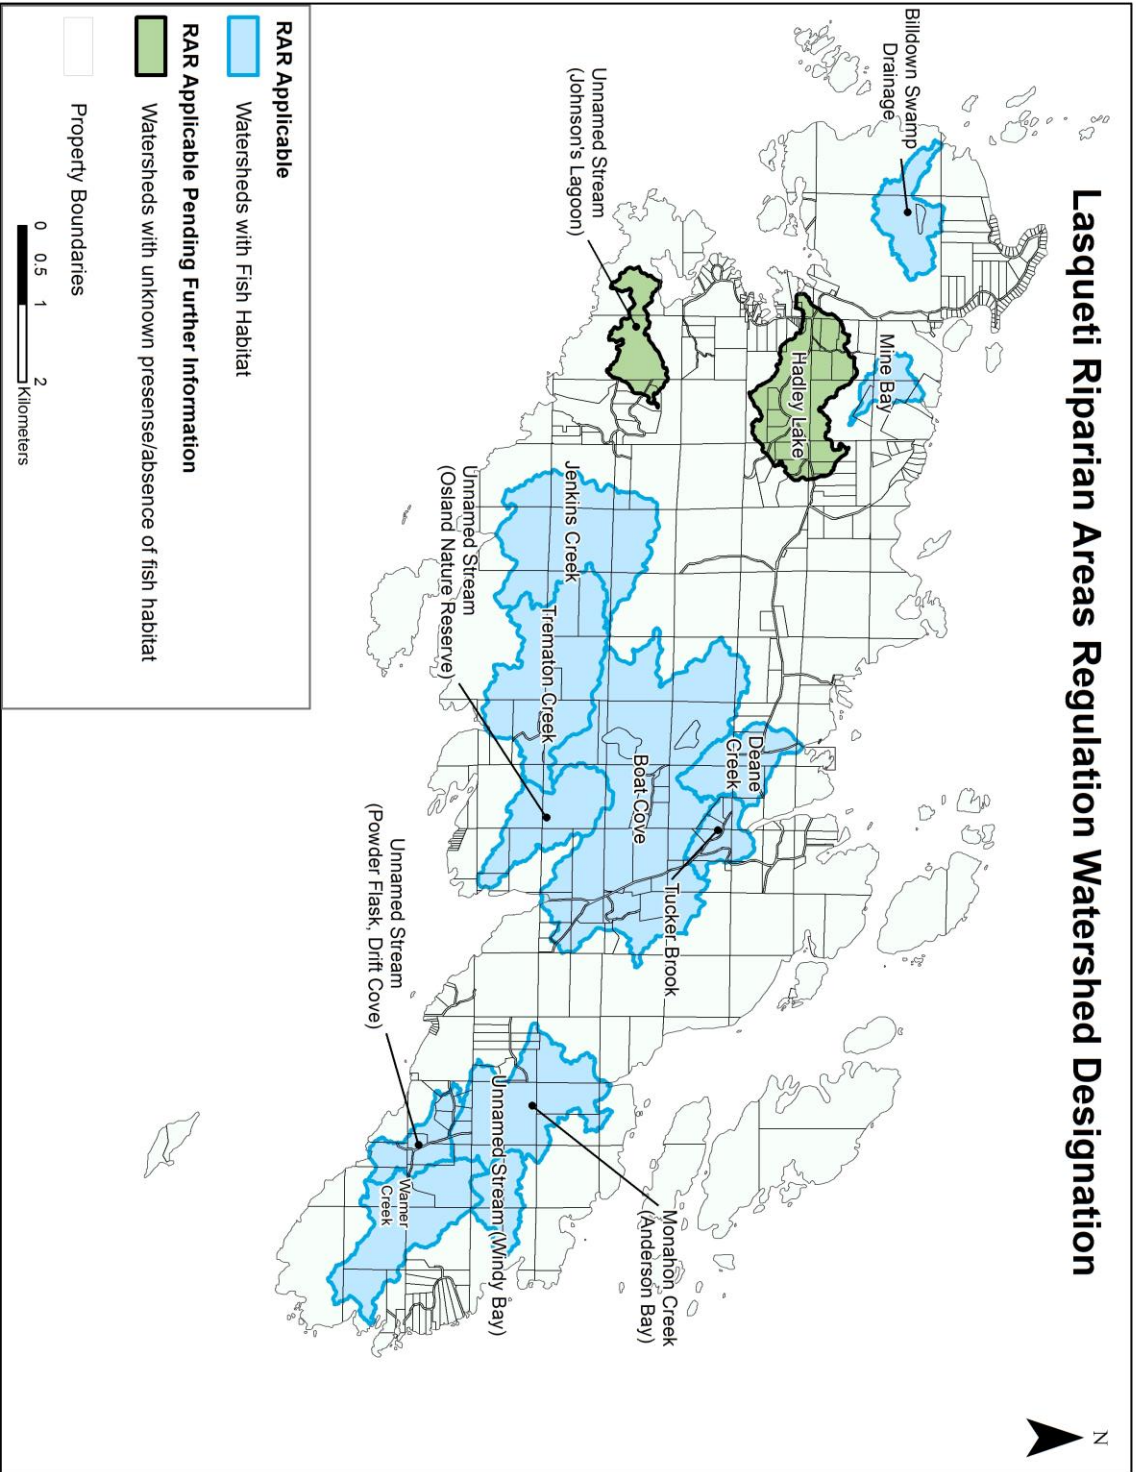 Lasqueti Riparian Areas Regulation Watershed Designation
N
Billdown Swamp
Drainage
Mine Bay
Hadley Lake
Unnamed Stream
(Johnson's Lagoon)
Jenkins Creek
Trematon Creek
Unnamed Stream
(Osland Nature Reserve)
Deane
Creek
Boat Cove
Tucker Brook
Unnamed Stream
(Powder Flask, Drift Cove)
Unnamed Stream (Windy Bay)
Monahon Creek
(Anderson Bay)
Warner
Creek
RAR Applicable
Watersheds with Fish Habitat
RAR Applicable Pending Further Information
Watersheds with unknown presense/absence of fish habitat
Property Boundaries
0 0.5 1 2
Kilometers